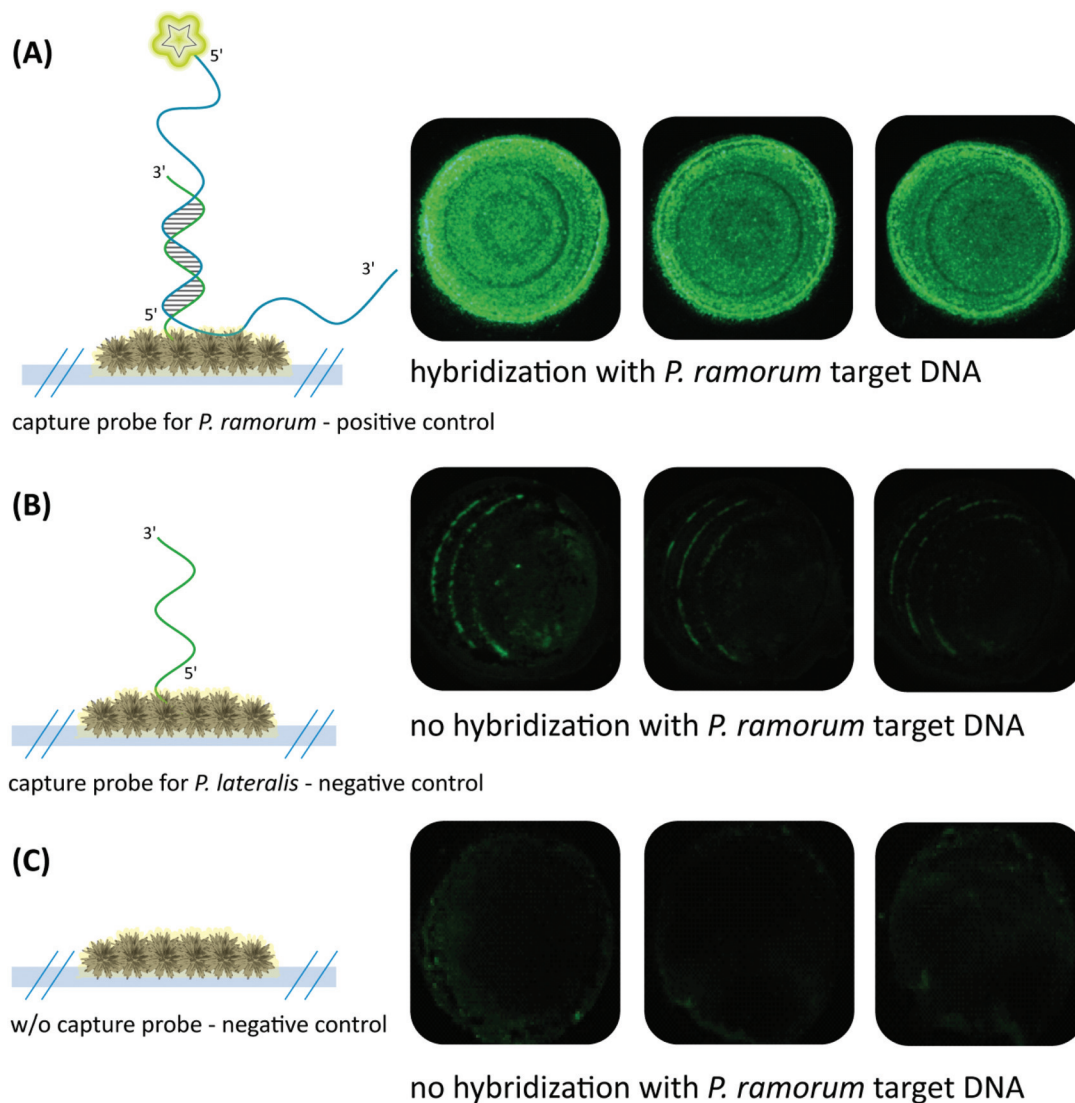 (A)
5'
3'
3'
5'
hybridization with P. ramorum target DNA
capture probe for P. ramorum - positive control
(B)
3'
5'
no hybridization with P. ramorum target DNA
capture probe for P. lateralis - negative control
(C)
w/o capture probe - negative control
no hybridization with P. ramorum target DNA